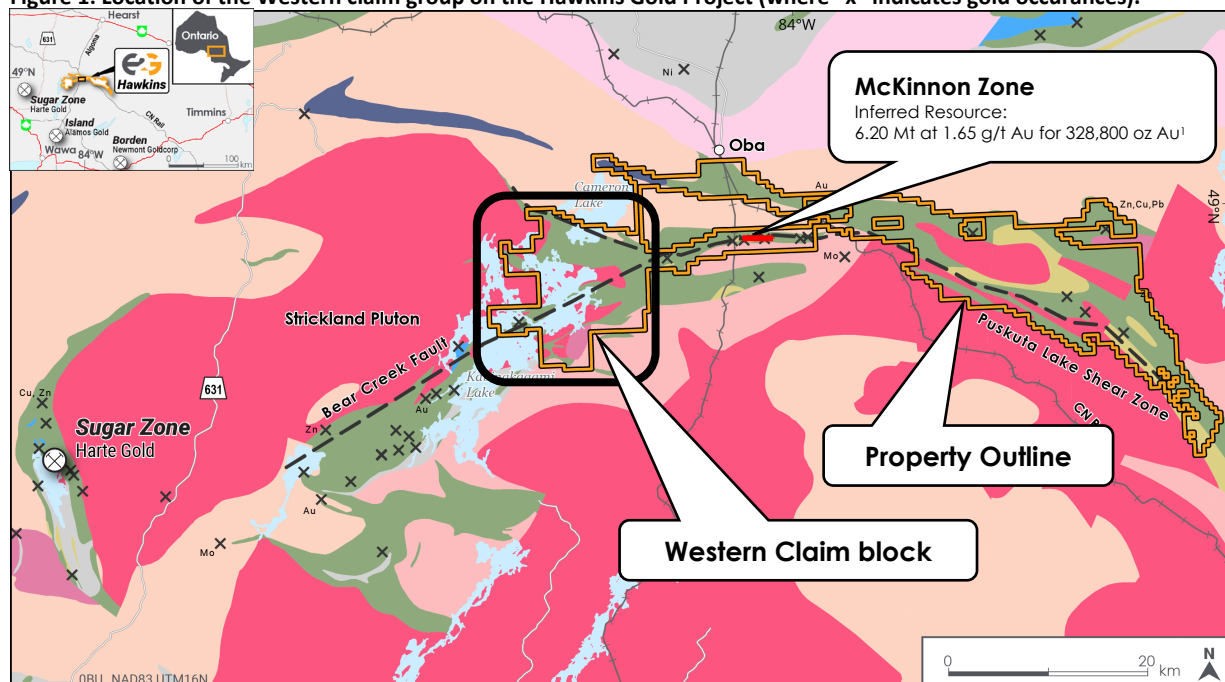 Figure 1: Location of the Western claim group on the Hawkins Gold Project (where "x" indicates gold occurances).
Hearst
631
Algoma
Ontario
49°N
Hawkins
Sugar Zone
Harte Gold
CN Rail
Timmins
Island
Alamos Gold
Wawa
84°W
Borden
Newmont Goldcorp
0 100
km
84°W
Ni
McKinnon Zone
Inferred Resource:
6.20 Mt at 1.65 g/t Au for 328,800 oz Au¹
Oba
Cameron
Lake
Au
Zn,Cu,Pb
49°N
Mo
Strickland Pluton
Bear Creek Fault
Lake
Puskuta Lake Shear Zone
631
Cu, Zn
Au
Zn
Sugar Zone
Harte Gold
Property Outline
Au
Mo
Western Claim block
0 20 km
N
NAD83 UTM16N